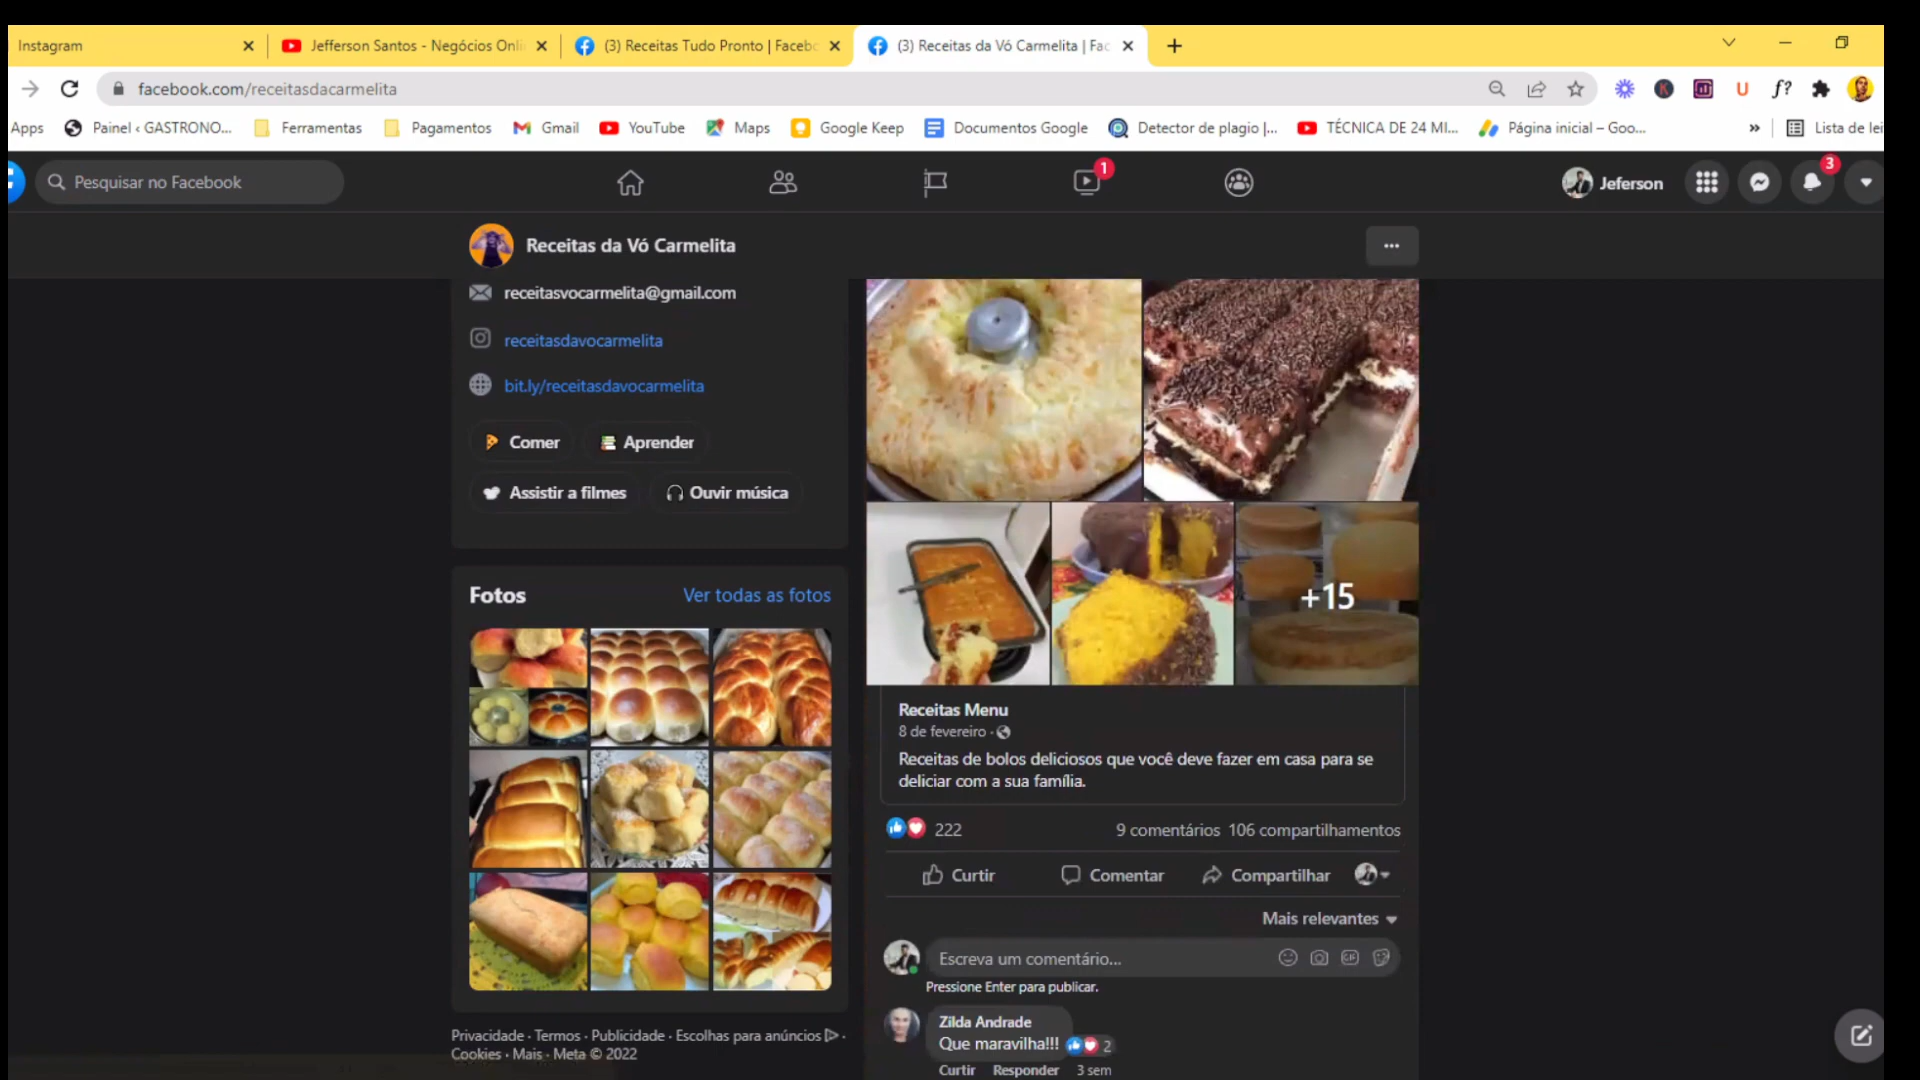 Instagram
Jefferson Santos - Negócios Onli
(3) Receitas Tudo Pronto | Facebo
(3) Receitas da Vó Carmelita | Fac
facebook.com/receitasdacarmelita
Apps
Painel ‹ GASTRONO...
Ferramentas
Pagamentos
Gmail
YouTube
Maps
Google Keep
Documentos Google
Detector de plagio |...
TÉCNICA DE 24 MI...
Página inicial – Goo...
»
Lista de lei
Pesquisar no Facebook
1
Jeferson
3
Receitas da Vó Carmelita
receitasvocarmelita@gmail.com
receitasdavocarmelita
bit.ly/receitasdavocarmelita
Comer
Aprender
Assistir a filmes
Ouvir música
Fotos
Ver todas as fotos
Privacidade · Termos · Publicidade · Escolhas para anúncios ·
Cookies · Mais · Meta © 2022
+15
Receitas Menu
8 de fevereiro ·
Receitas de bolos deliciosos que você deve fazer em casa para se
deliciar com a sua família.
222
9 comentários 106 compartilhamentos
Curtir
Comentar
Compartilhar
Mais relevantes
Escreva um comentário...
GIF
Pressione Enter para publicar.
Zilda Andrade
Que maravilha!!!
2
Curtir Responder 3 sem